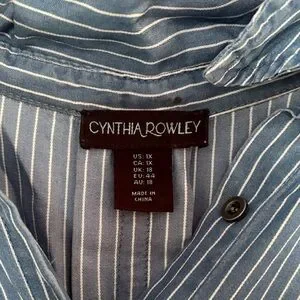 CYNTHIA ROWLEY
US: 1X
CA: 1X
UK: 18
EU: 44
AU: 18
MADE IN
CHINA